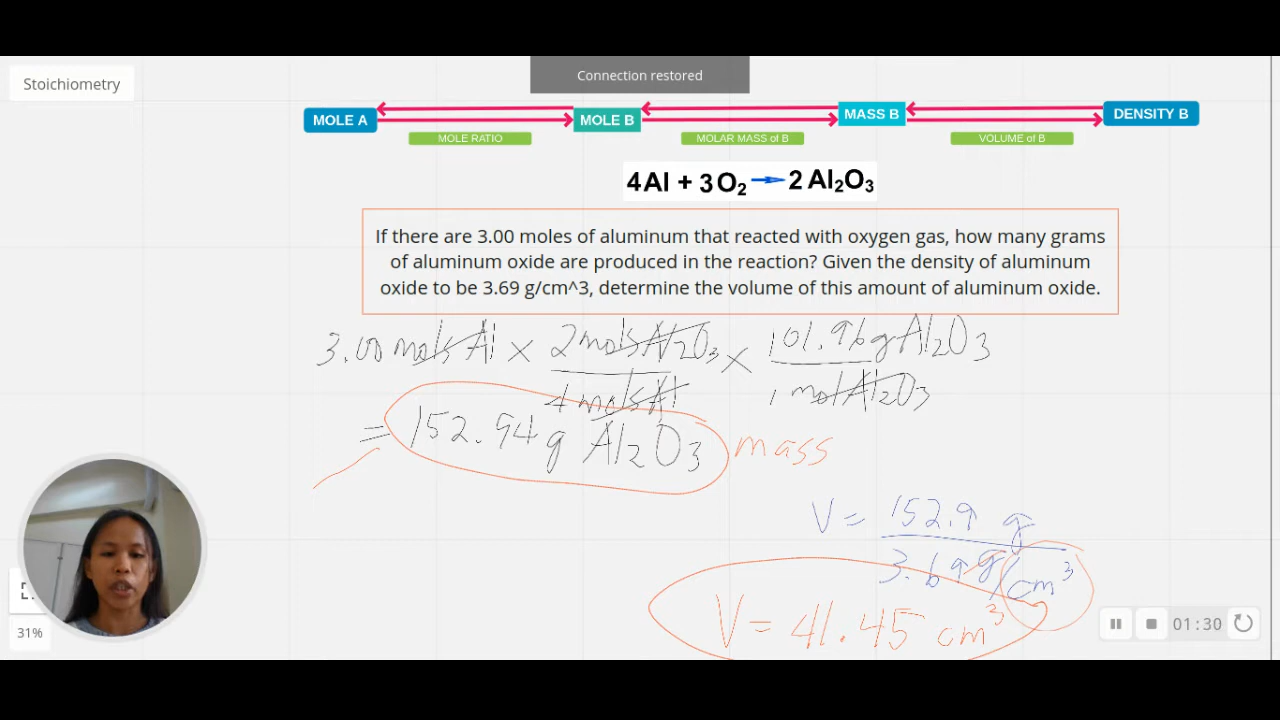 Connection restored
Stoichiometry
MOLE A MOLE B MASS B DENSITY B
MOLE RATIO MOLAR MASS of B VOLUME of B
4Al + 3O₂ → 2Al₂O₃
If there are 3.00 moles of aluminum that reacted with oxygen gas, how many grams
of aluminum oxide are produced in the reaction? Given the density of aluminum
oxide to be 3.69 g/cm^3, determine the volume of this amount of aluminum oxide.
3.00 mols Al × 2 mols Al₂O₃ × 101.96 g Al₂O₃
4 mols Al 1 mol Al₂O₃
= 152.94 g Al₂O₃ mass
V = 152.9 g
3.69 g/cm³
V = 41.45 cm³
31%
01:30